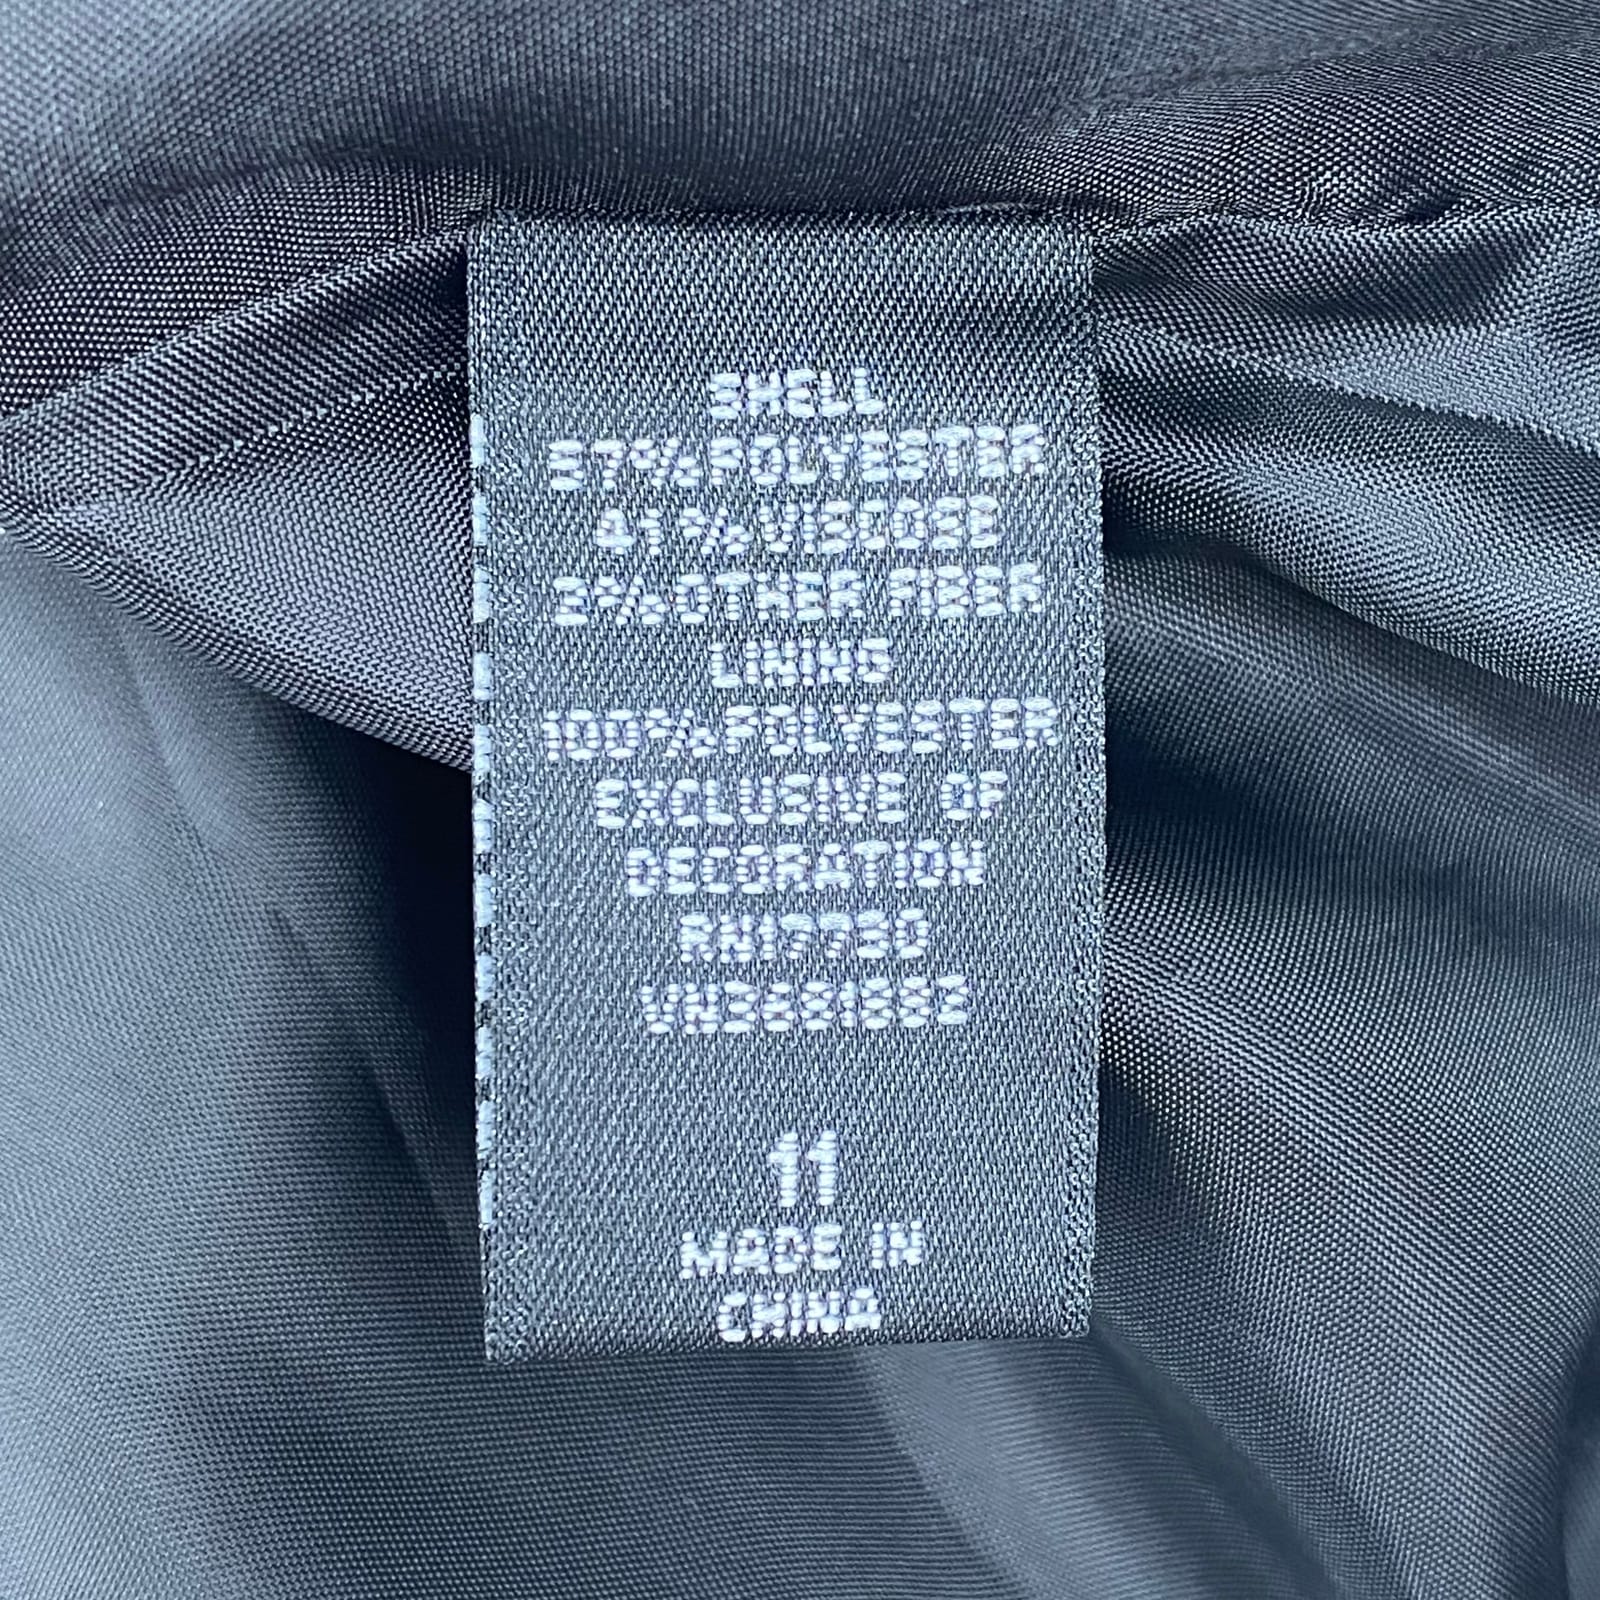 SHELL
57%POLYESTER
41%VISCOSE
2%OTHER FIBER
LINING
100%POLYESTER
EXCLUSIVE OF
DECORATION
RN17730
11
MADE IN
CHINA